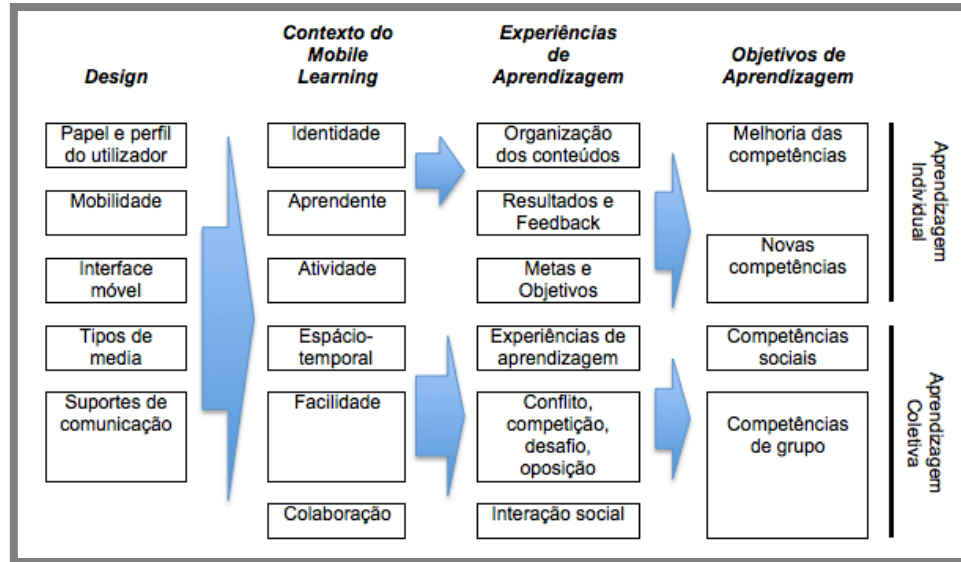 Design
Contexto do
Mobile
Learning
Experiências
de
Aprendizagem
Objetivos de
Aprendizagem
Papel e perfil
do utilizador
Mobilidade
Interface
móvel
Tipos de
media
Suportes de
comunicação
Identidade
Aprendente
Atividade
Espácio-
temporal
Facilidade
Colaboração
Organização
dos conteúdos
Resultados e
Feedback
Metas e
Objetivos
Experiências de
aprendizagem
Conflito,
competição,
desafio,
oposição
Interação social
Melhoria das
competências
Novas
competências
Competências
sociais
Competências
de grupo
Aprendizagem
Individual
Aprendizagem
Coletiva